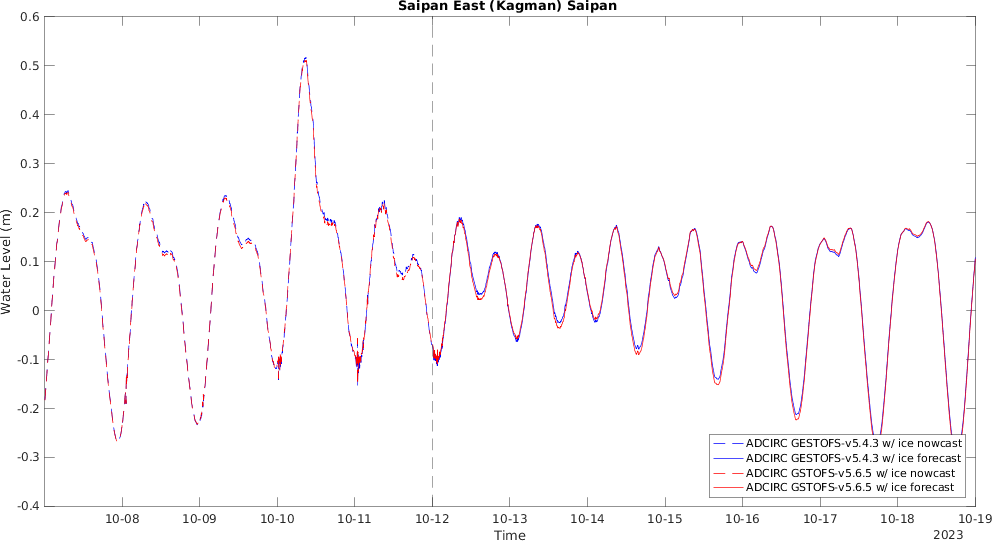 Saipan East (Kagman) Saipan
0.6
0.5
0.4
0.3
0.2
0.1
0
-0.1
-0.2
-0.3
-0.4
Water Level (m)
ADCIRC GESTOFS-v5.4.3 w/ ice nowcast
ADCIRC GESTOFS-v5.4.3 w/ ice forecast
ADCIRC GSTOFS-v5.6.5 w/ ice nowcast
ADCIRC GSTOFS-v5.6.5 w/ ice forecast
10-08 10-09 10-10 10-11 10-12 10-13 10-14 10-15 10-16 10-17 10-18 10-19
Time
2023